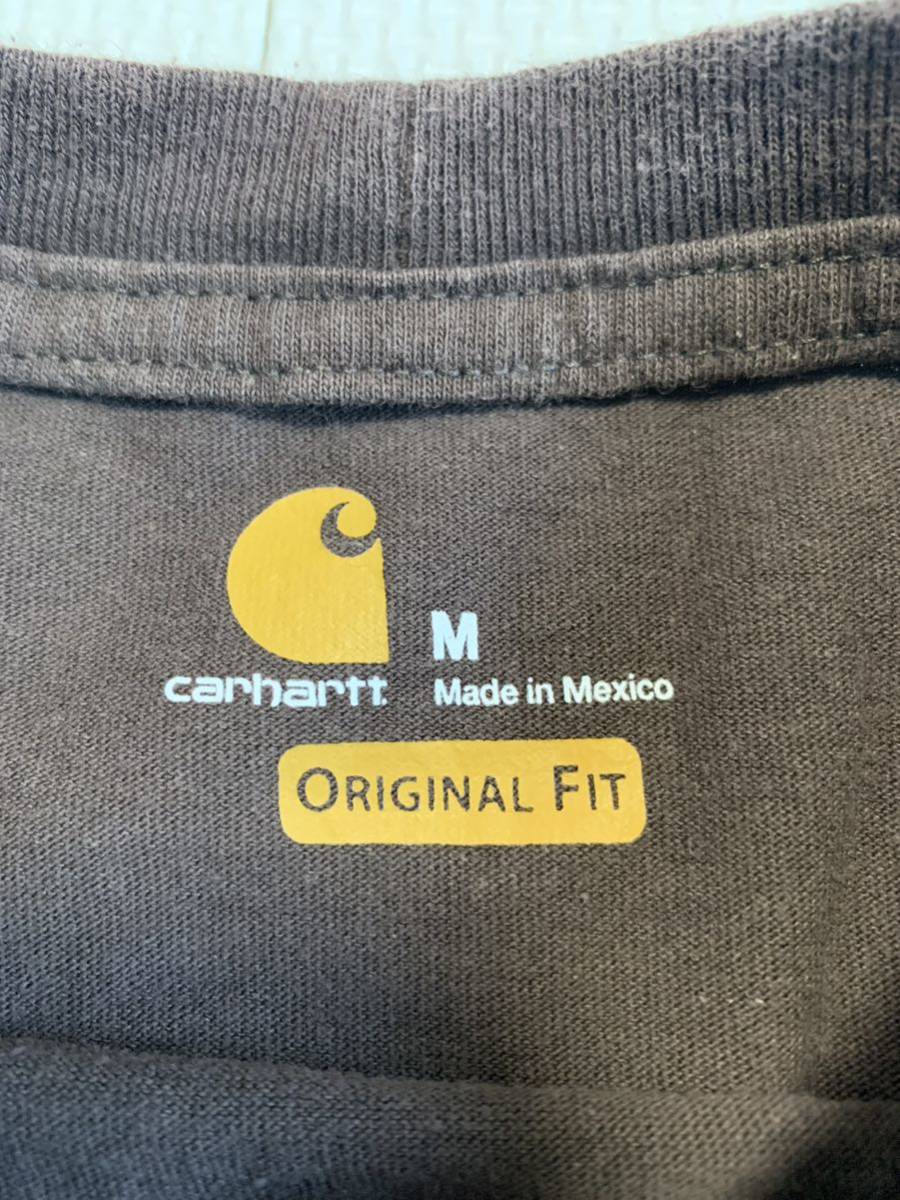 M
carhartt.
Made in Mexico
ORIGINAL FIT